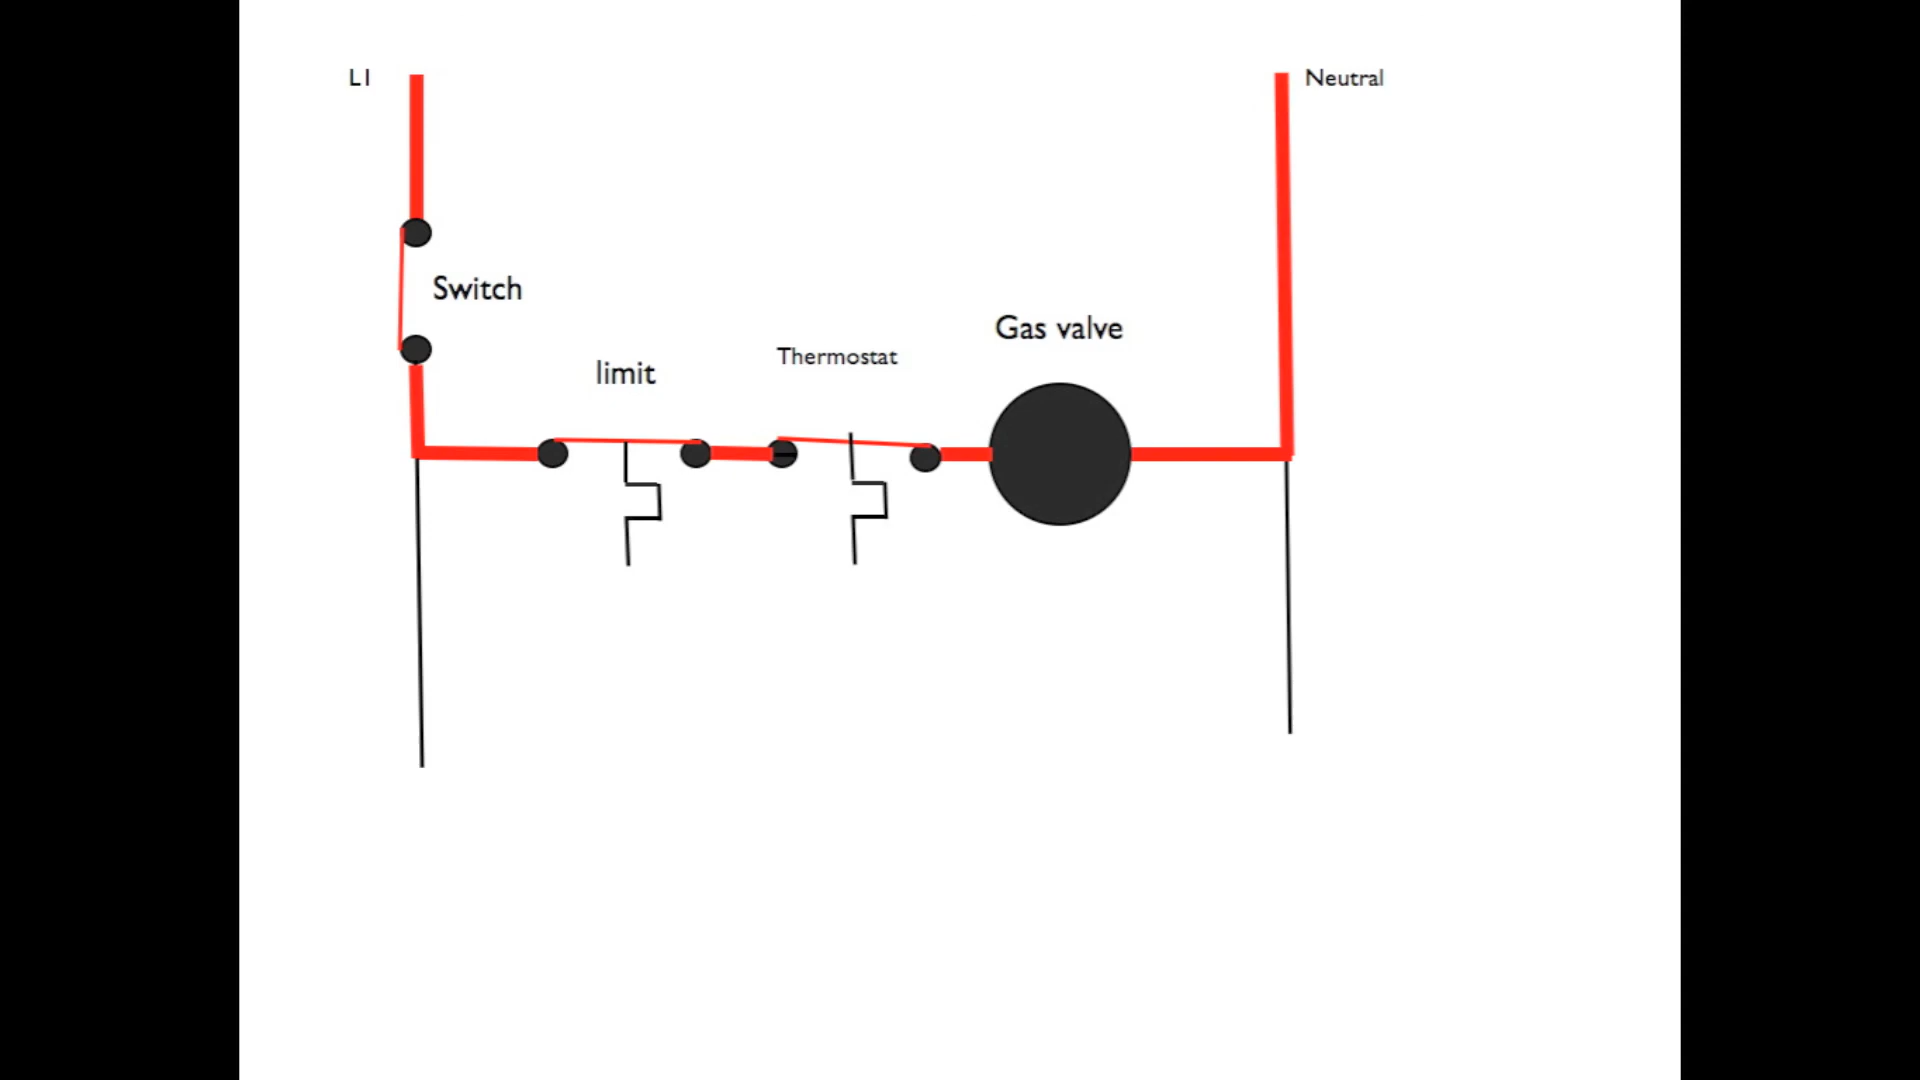 L1
Neutral
Switch
Gas valve
Thermostat
limit